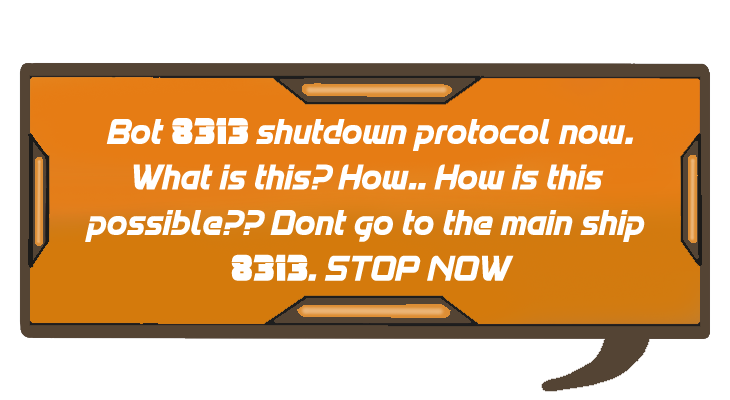 Bot 8313 shutdown protocol now.
What is this? How.. How is this
possible?? Dont go to the main ship
8313. STOP NOW